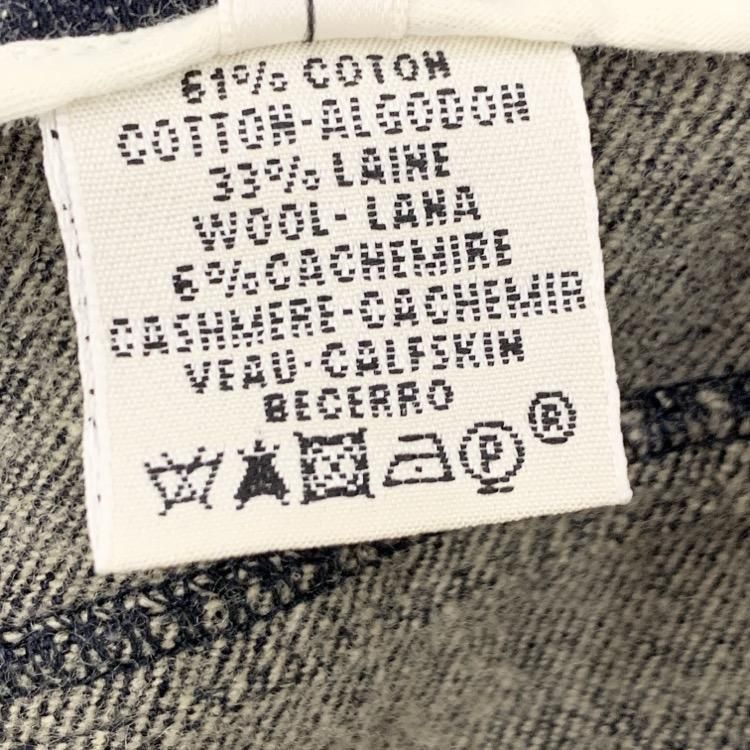 61% COTON
COTTON-ALGODON
33% LAINE
WOOL- LANA
6% CACHEMIRE
CASHMERE-CACHEMIR
VEAU-CALFSKIN
BECERRO
P ®